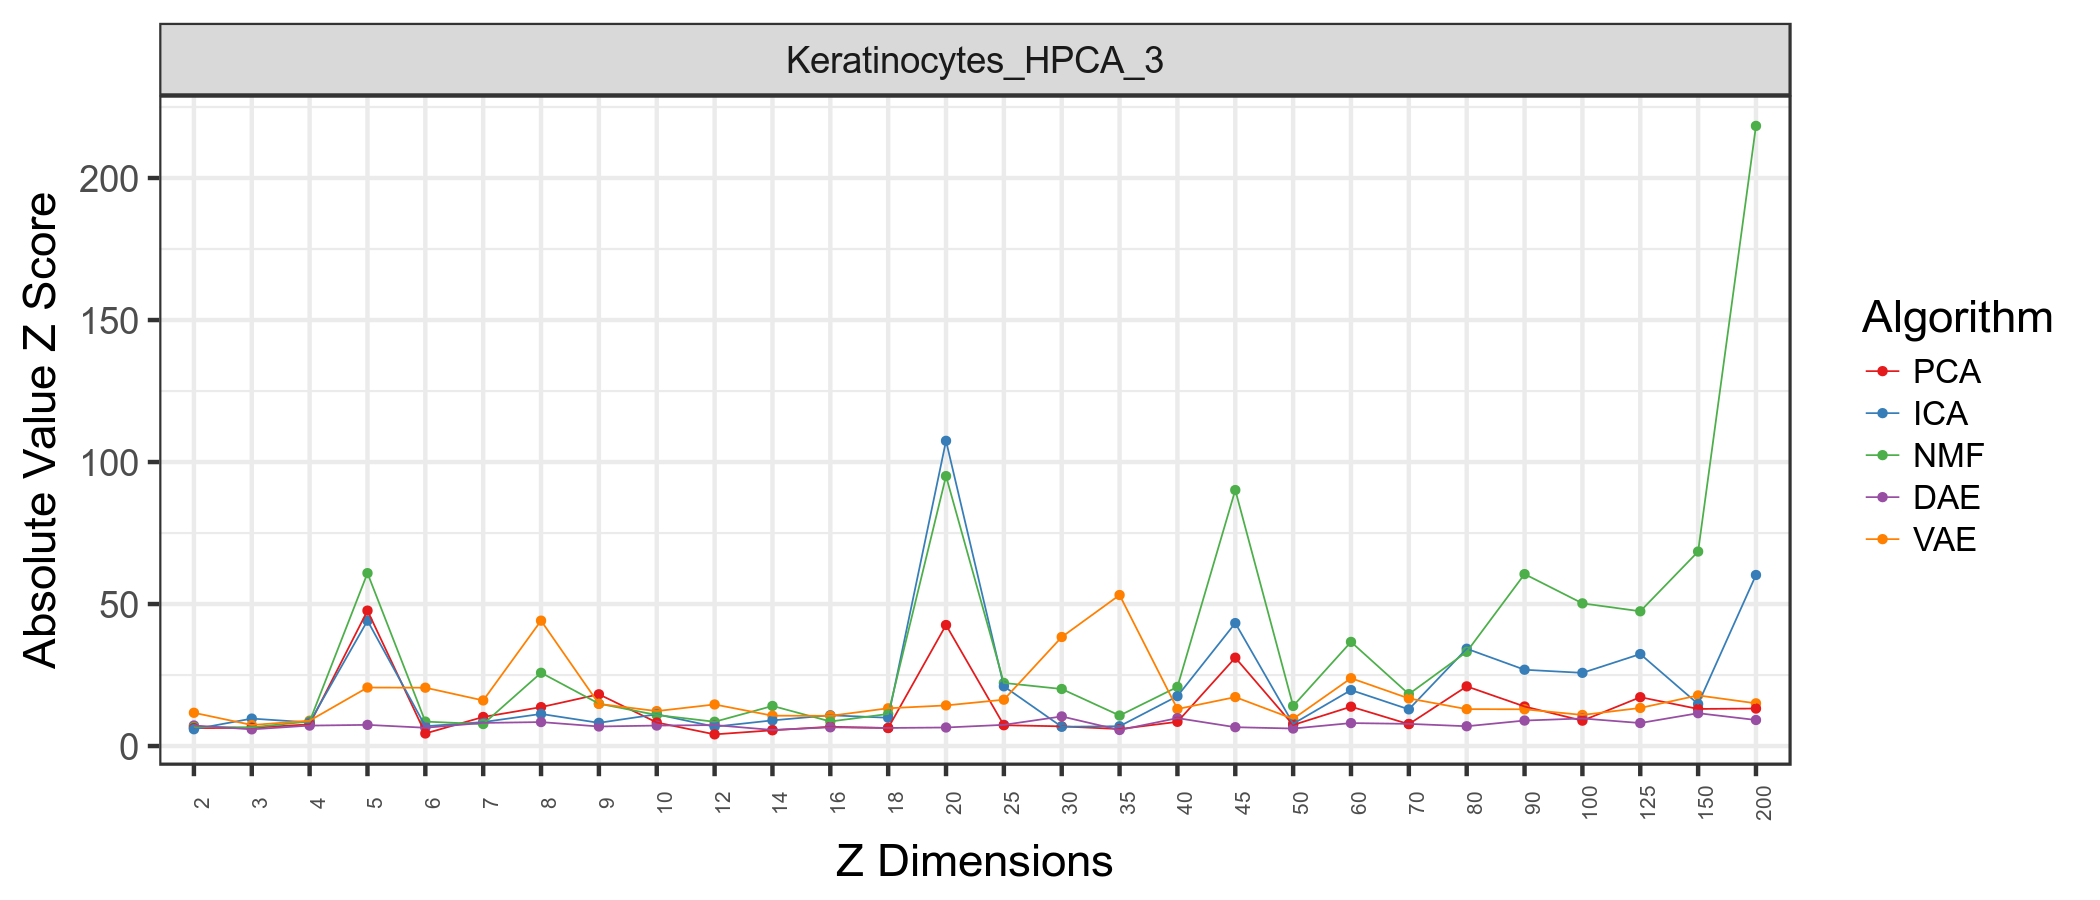 Keratinocytes_HPCA_3
Absolute Value Z Score
200
150
100
50
0
2 3 4 5 6 7 8 9 10 12 14 16 18 20 25 30 35 40 45 50 60 70 80 90 100 125 150 200
Z Dimensions
Algorithm
PCA
ICA
NMF
DAE
VAE